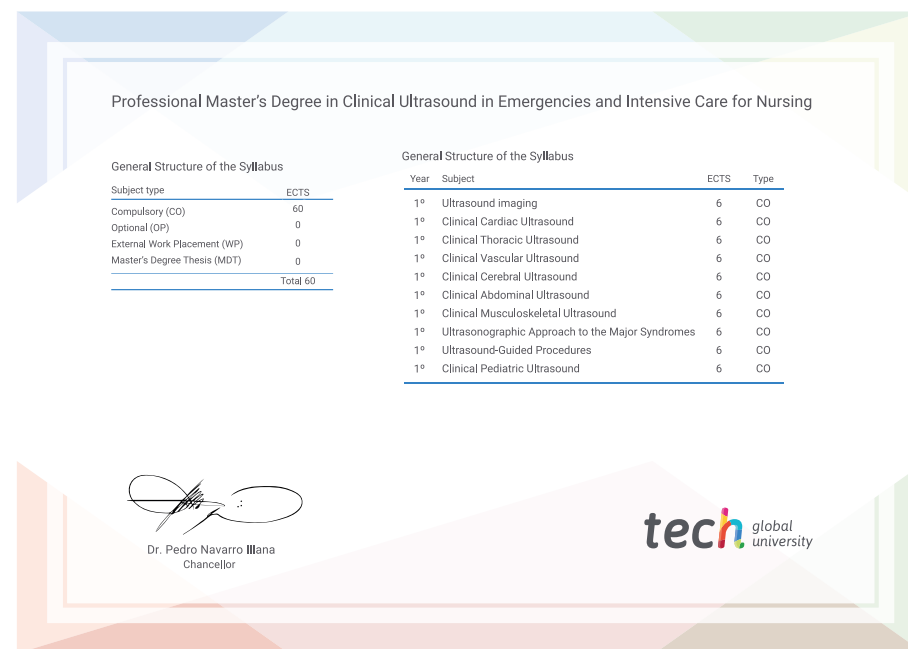 Professional Master's Degree in Clinical Ultrasound in Emergencies and Intensive Care for Nursing
General Structure of the Syllabus
Subject type ECTS
Compulsory (CO) 60
Optional (OP) 0
External Work Placement (WP) 0
Master's Degree Thesis (MDT) 0
Total 60
General Structure of the Syllabus
Year Subject ECTS Type
1º Ultrasound imaging 6 CO
1º Clinical Cardiac Ultrasound 6 CO
1º Clinical Thoracic Ultrasound 6 CO
1º Clinical Vascular Ultrasound 6 CO
1º Clinical Cerebral Ultrasound 6 CO
1º Clinical Abdominal Ultrasound 6 CO
1º Clinical Musculoskeletal Ultrasound 6 CO
1º Ultrasonographic Approach to the Major Syndromes 6 CO
1º Ultrasound-Guided Procedures 6 CO
1º Clinical Pediatric Ultrasound 6 CO
Dr. Pedro Navarro Illana
Chancellor
tech global
university